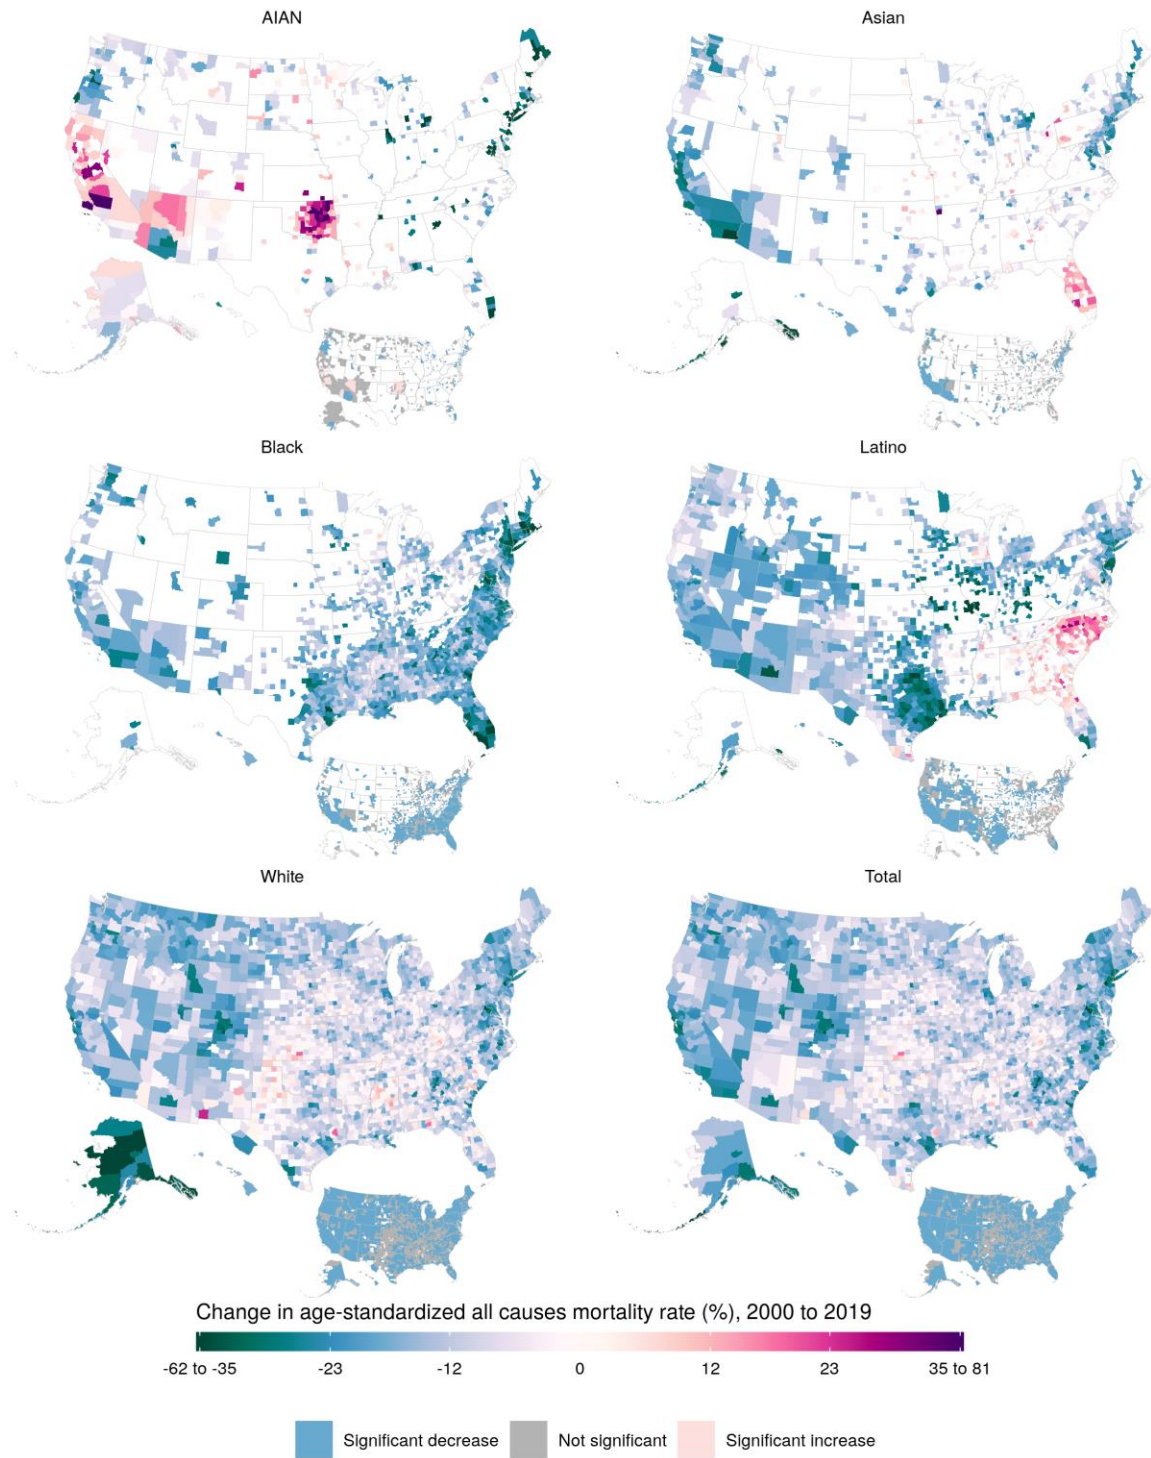 AIAN
Asian
Black
Latino
White
Total
Change in age-standardized all causes mortality rate (%), 2000 to 2019
-62 to -35 -23 -12 0 12 23 35 to 81
Significant decrease Not significant Significant increase